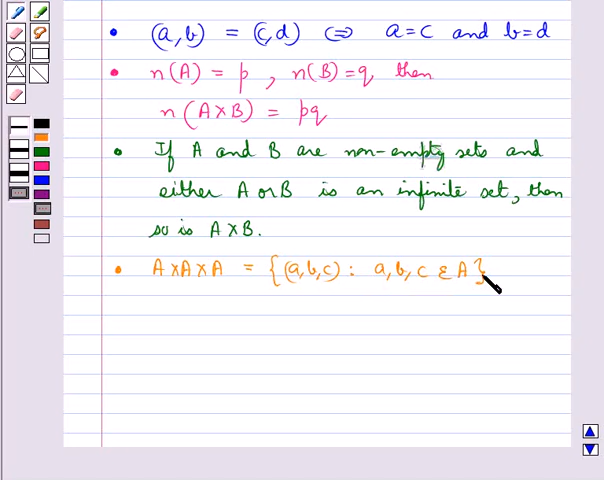 • (a,b) = (c,d) ⇔ a=c and b=d
• n(A) = p, n(B)=q, then
n(A×B) = pq
• If A and B are non-empty sets and
either A or B is an infinite set, then
so is A×B.
• A×A×A = {(a,b,c): a,b,c ε A}